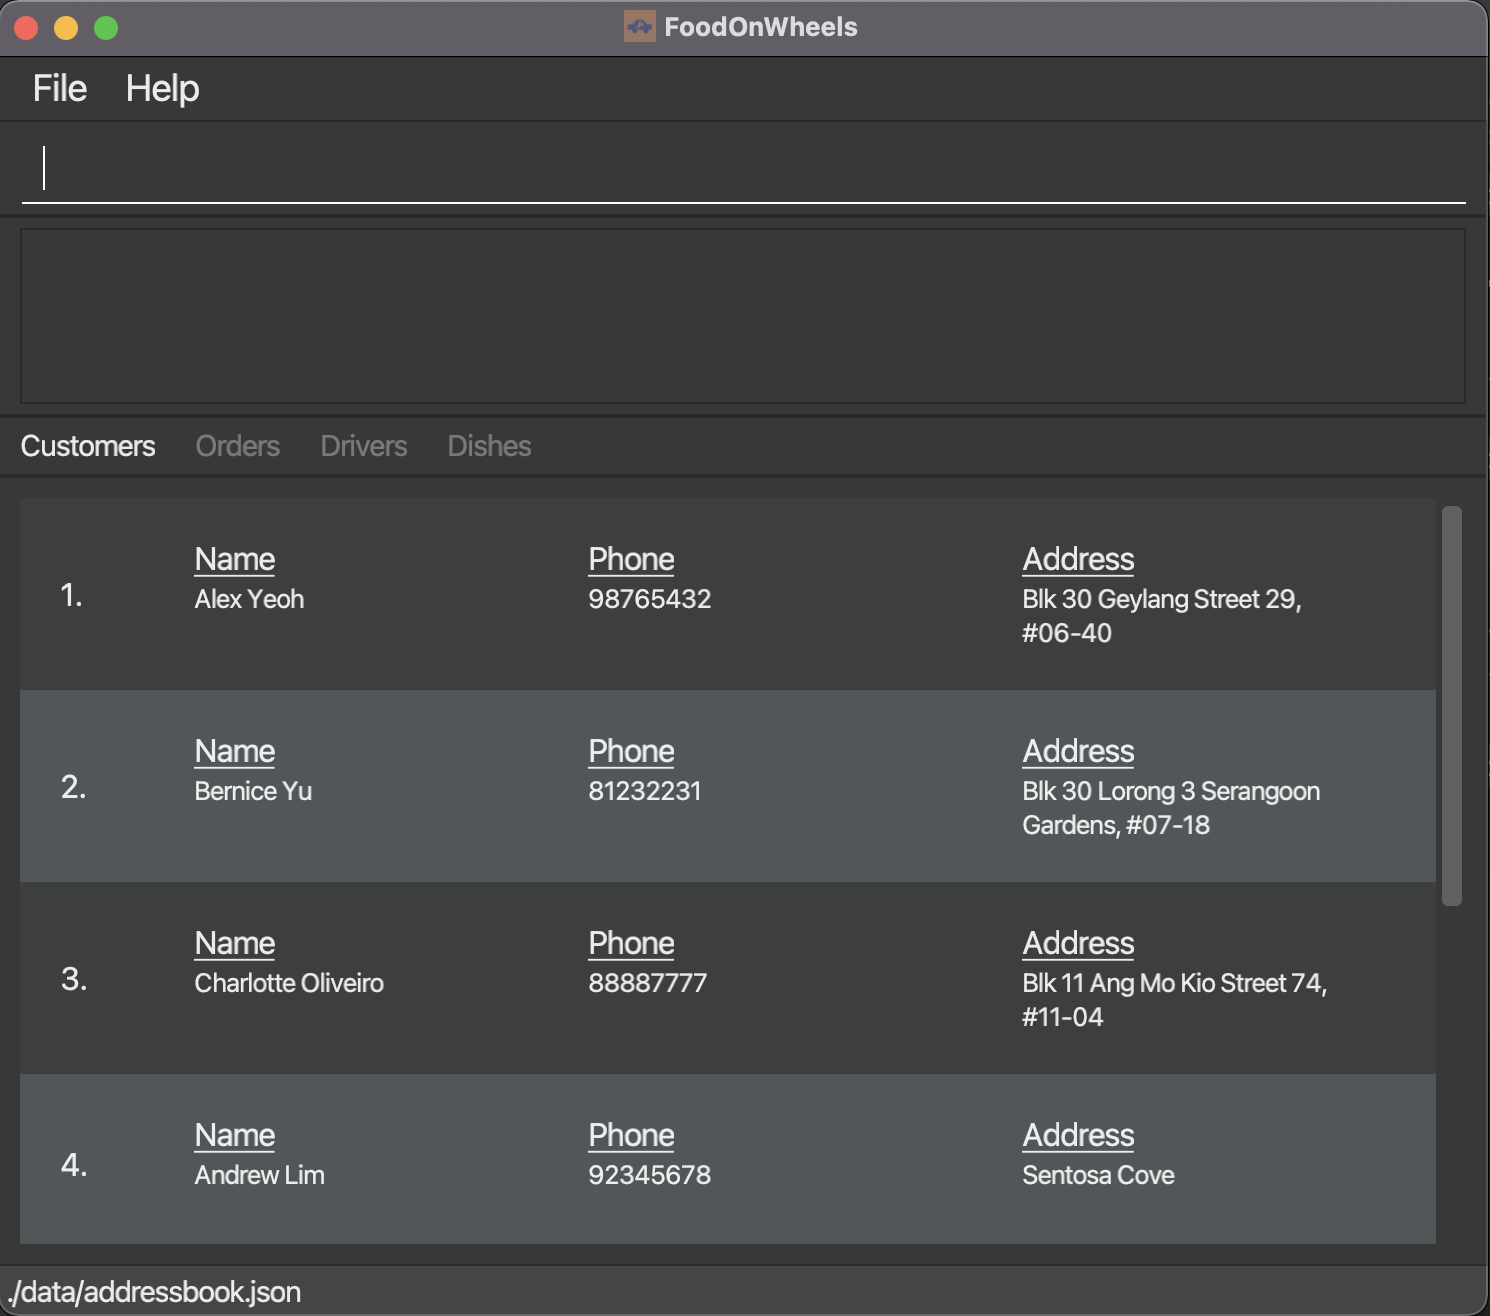 FoodOnWheels
File Help
Customers Orders Drivers Dishes
1.
Name
Alex Yeoh
Phone
98765432
Address
Blk 30 Geylang Street 29,
#06-40
2.
Name
Bernice Yu
Phone
81232231
Address
Blk 30 Lorong 3 Serangoon
Gardens, #07-18
3.
Name
Charlotte Oliveiro
Phone
88887777
Address
Blk 11 Ang Mo Kio Street 74,
#11-04
4.
Name
Andrew Lim
Phone
92345678
Address
Sentosa Cove
./data/addressbook.json